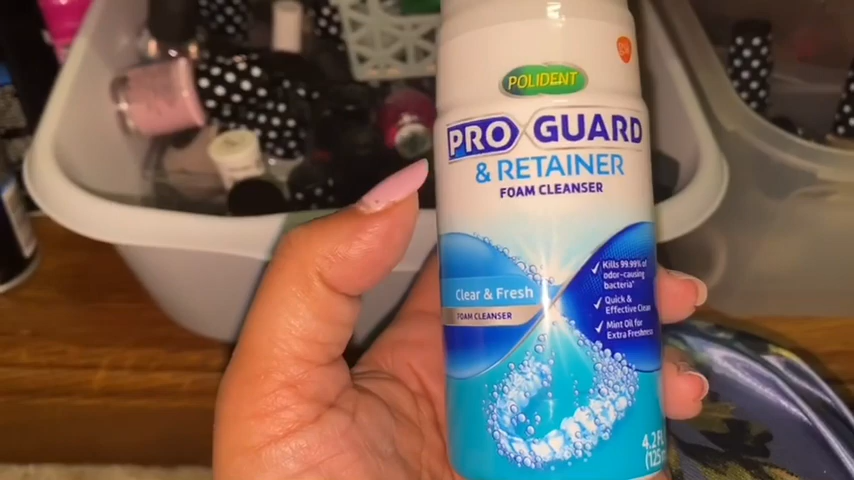 POLIDENT
PRO GUARD
& RETAINER
FOAM CLEANSER
Clear & Fresh
FOAM CLEANSER
Kills 99.99% of
odor-causing
bacteria*
Quick &
Effective Clean
Mint Oil for
Extra Freshness
4.2 FL
(125